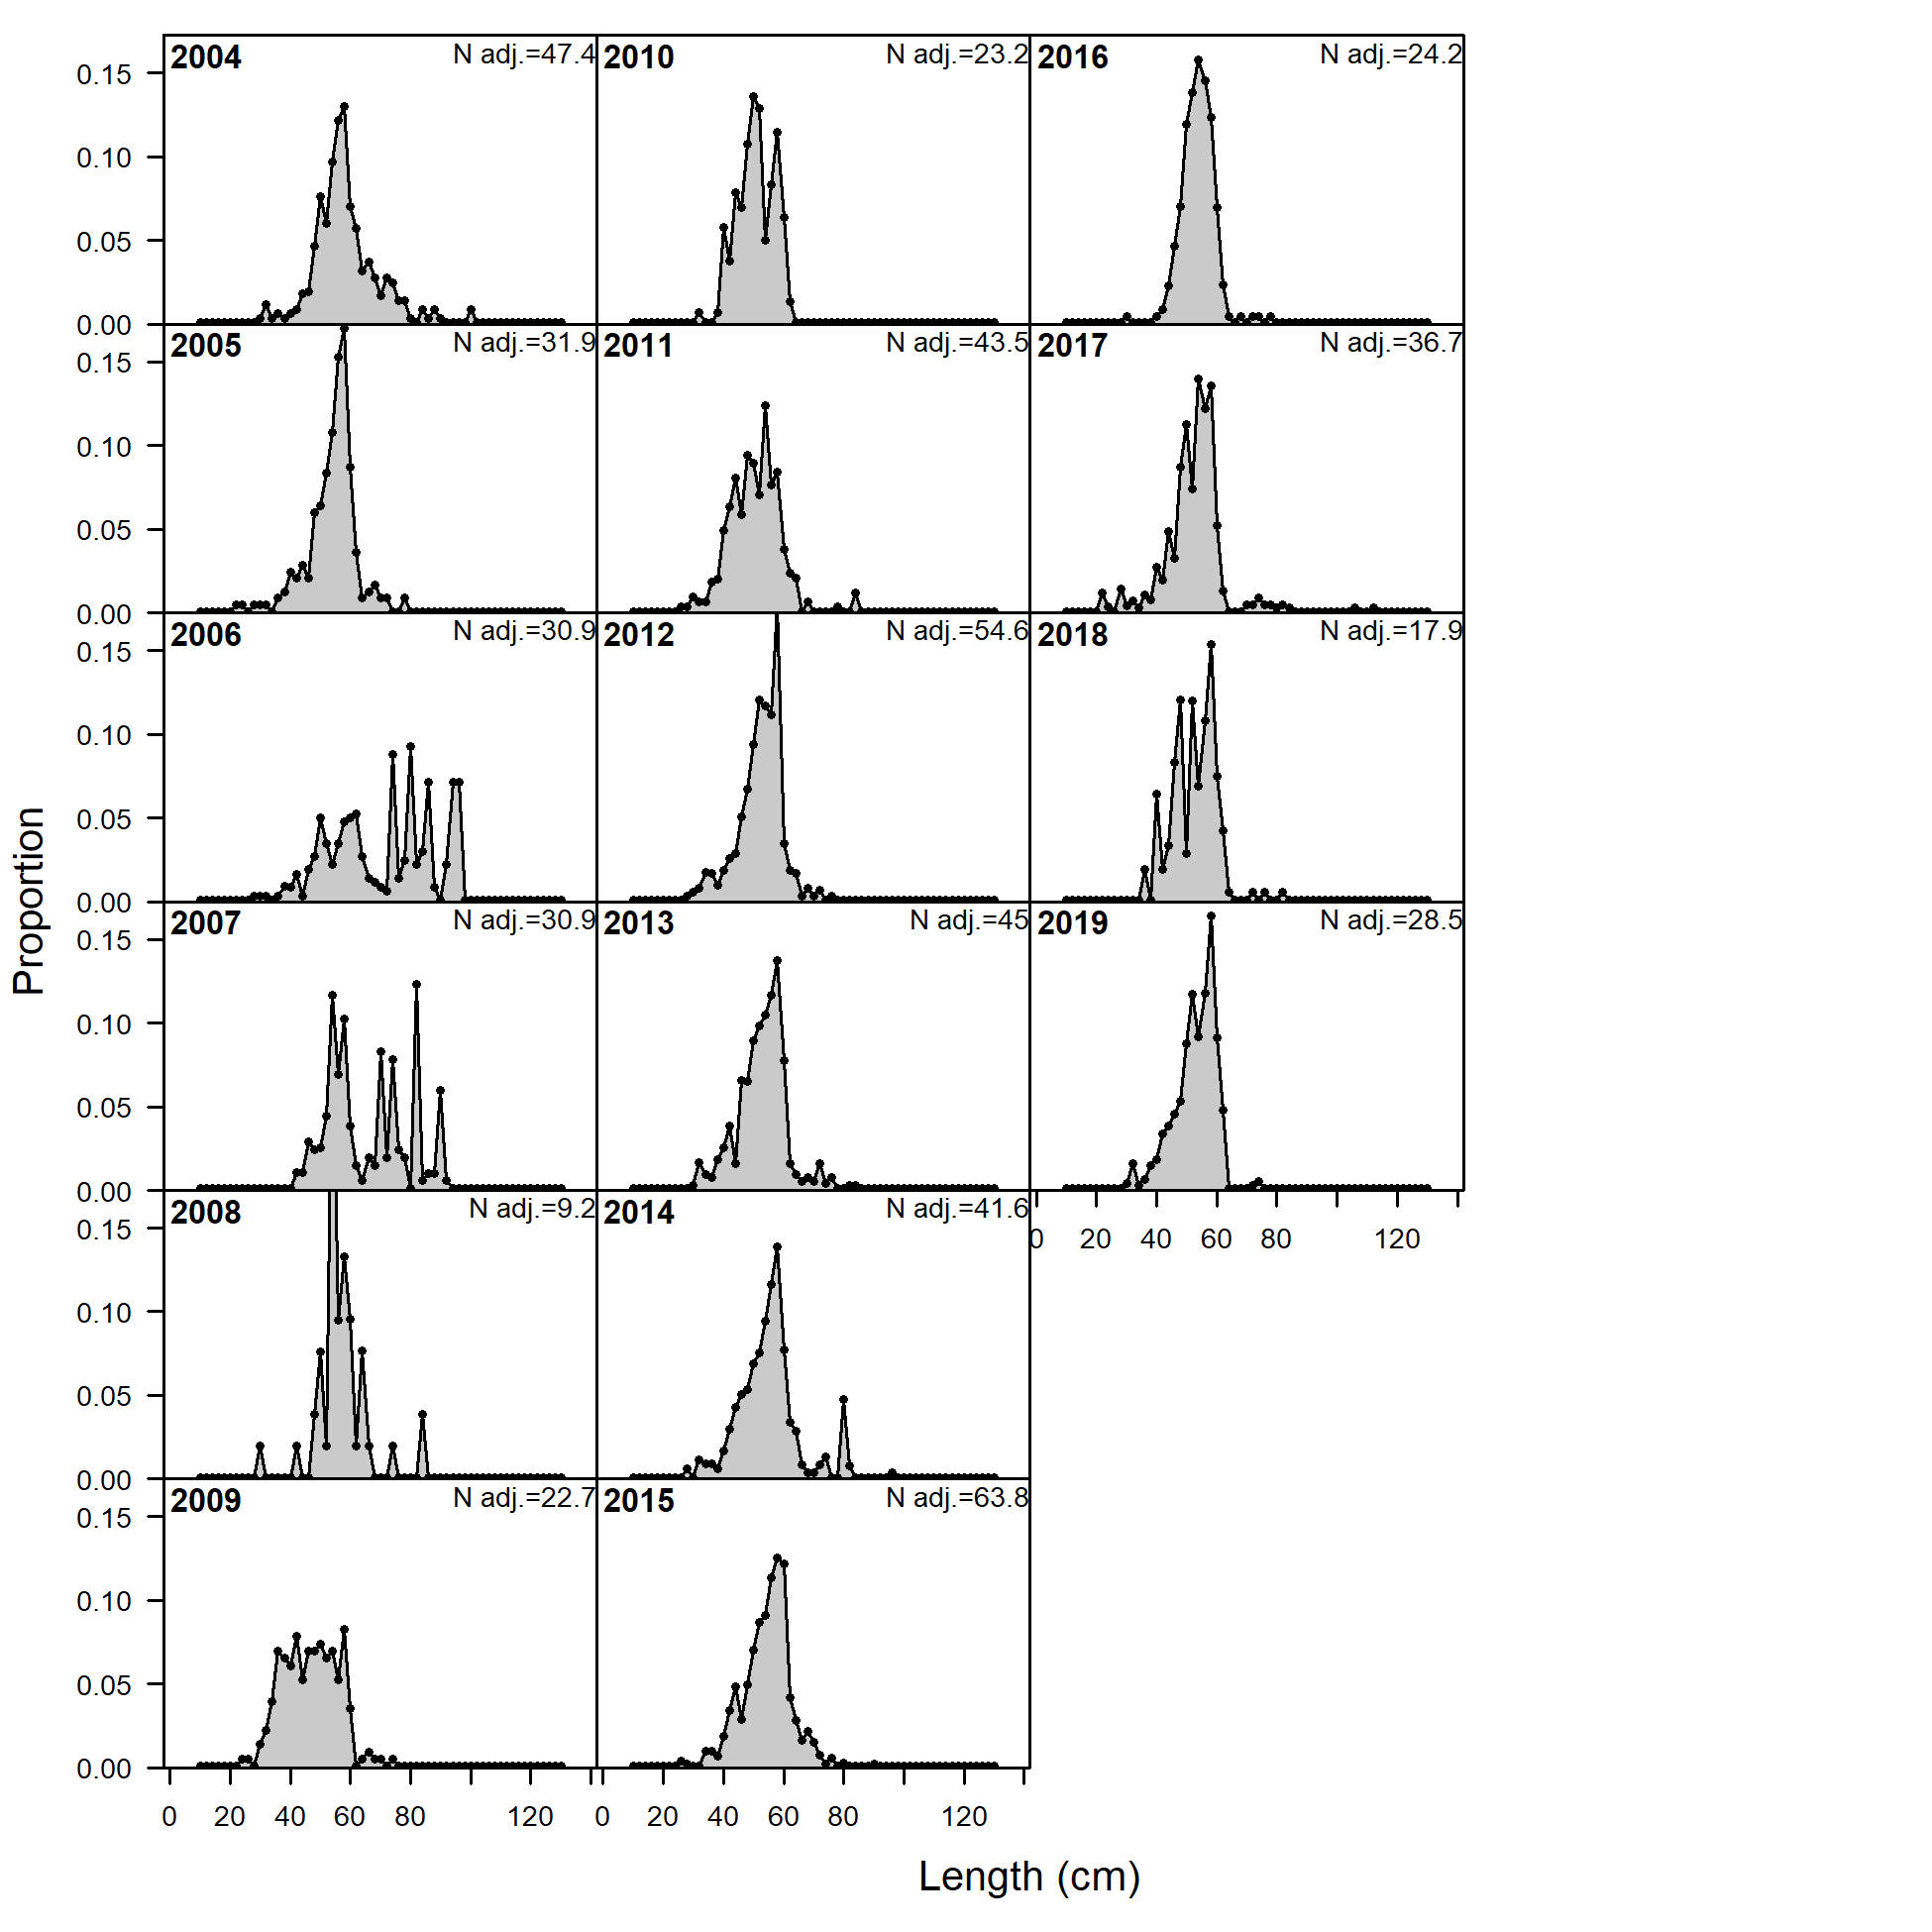 2004 N adj.=47.4 2010 N adj.=23.2 2016 N adj.=24.2
0.15
0.10
0.05
0.00
2005 N adj.=31.9 2011 N adj.=43.5 2017 N adj.=36.7
0.15
0.10
0.05
0.00
2006 N adj.=30.9 2012 N adj.=54.6 2018 N adj.=17.9
0.15
0.10
0.05
0.00
2007 N adj.=30.9 2013 N adj.=45 2019 N adj.=28.5
0.15
0.10
0.05
0.00
2008 N adj.=9.2 2014 N adj.=41.6
0.15
0 20 40 60 80 120
0.10
0.05
0.00
2009 N adj.=22.7 2015 N adj.=63.8
0.15
0.10
0.05
0.00
0 20 40 60 80 120 0 20 40 60 80 120
Proportion
Length (cm)